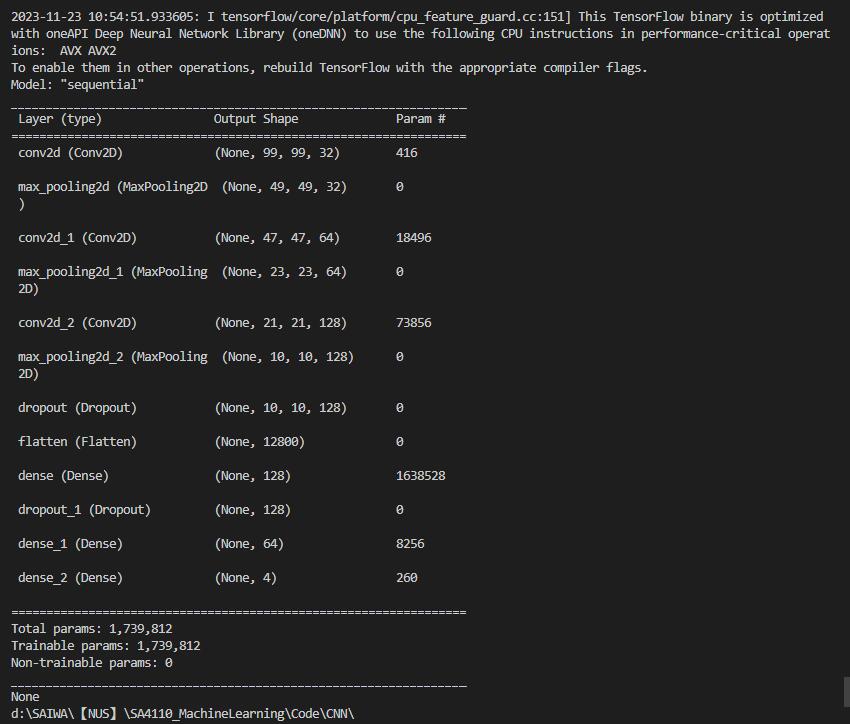 2023-11-23 10:54:51.933605: I tensorflow/core/platform/cpu_feature_guard.cc:151] This TensorFlow binary is optimized
with oneAPI Deep Neural Network Library (oneDNN) to use the following CPU instructions in performance-critical operat
ions:  AVX AVX2
To enable them in other operations, rebuild TensorFlow with the appropriate compiler flags.
Model: "sequential"
_________________________________________________________________
 Layer (type)                Output Shape              Param #
=================================================================
 conv2d (Conv2D)             (None, 99, 99, 32)        416
 max_pooling2d (MaxPooling2D  (None, 49, 49, 32)       0
 )
 conv2d_1 (Conv2D)           (None, 47, 47, 64)        18496
 max_pooling2d_1 (MaxPooling  (None, 23, 23, 64)       0
 2D)
 conv2d_2 (Conv2D)           (None, 21, 21, 128)       73856
 max_pooling2d_2 (MaxPooling  (None, 10, 10, 128)      0
 2D)
 dropout (Dropout)           (None, 10, 10, 128)       0
 flatten (Flatten)           (None, 12800)             0
 dense (Dense)               (None, 128)               1638528
 dropout_1 (Dropout)         (None, 128)               0
 dense_1 (Dense)             (None, 64)                8256
 dense_2 (Dense)             (None, 4)                 260
=================================================================
Total params: 1,739,812
Trainable params: 1,739,812
Non-trainable params: 0
_________________________________________________________________
None
d:\SAIWA\【NUS】\SA4110_MachineLearning\Code\CNN\